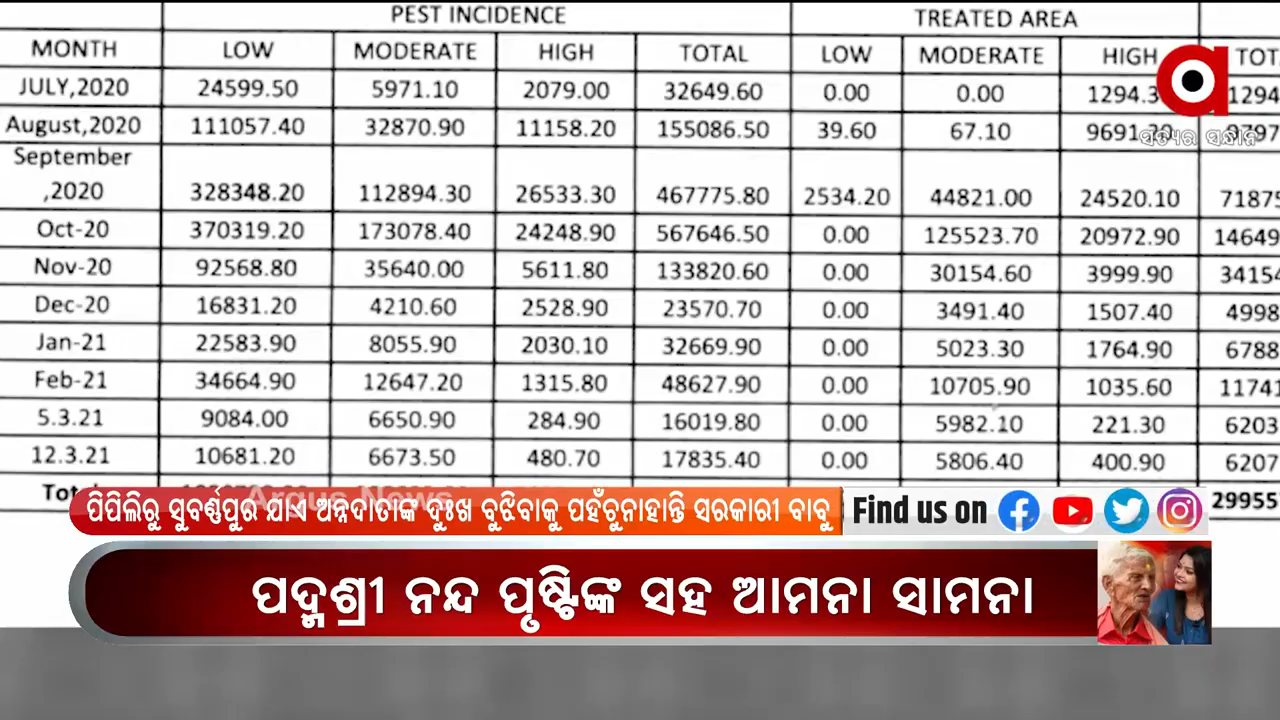 PEST INCIDENCE TREATED AREA
MONTH LOW MODERATE HIGH TOTAL LOW MODERATE HIGH
JULY,2020 24599.50 5971.10 2079.00 32649.60 0.00 0.00
August,2020 111057.40 32870.90 11158.20 155086.50 39.60 67.10
ସତ୍ୟର ସନ୍ଧାନ
September
,2020 328348.20 112894.30 26533.30 467775.80 2534.20 44821.00 24520.10
Oct-20 370319.20 173078.40 24248.90 567646.50 0.00 125523.70 20972.90
Nov-20 92568.80 35640.00 5611.80 133820.60 0.00 30154.60 3999.90
Dec-20 16831.20 4210.60 2528.90 23570.70 0.00 3491.40 1507.40
Jan-21 22583.90 8055.90 2030.10 32669.90 0.00 5023.30 1764.90
Feb-21 34664.90 12647.20 1315.80 48627.90 0.00 10705.90 1035.60
5.3.21 9084.00 6650.90 284.90 16019.80 0.00 5982.10 221.30
12.3.21 10681.20 6673.50 480.70 17835.40 0.00 5806.40 400.90
Argus News
ପିପିଲିରୁ ସୁବର୍ଣ୍ଣପୁର ଯାଏ ଅନ୍ନଦାତାଙ୍କ ଦୁଃଖ ବୁଝିବାକୁ ପହଁଚୁନାହାନ୍ତି ସରକାରୀ ବାବୁ Find us on
ପଦ୍ମଶ୍ରୀ ନନ୍ଦ ପୃଷ୍ଟିଙ୍କ ସହ ଆମନା ସାମନା